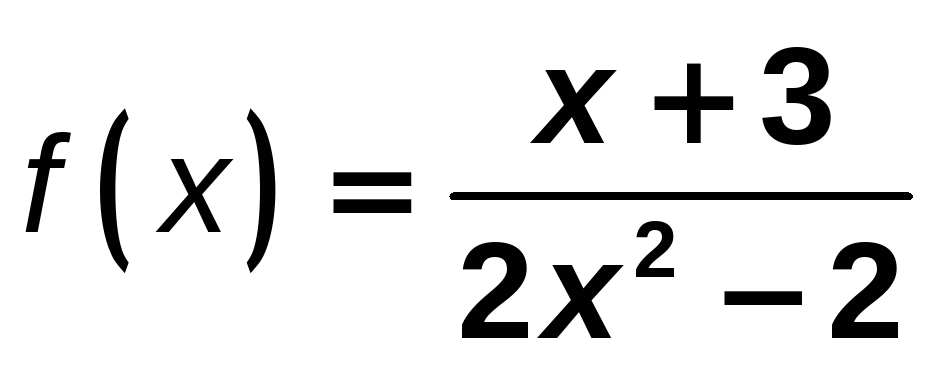 f(x) = (x + 3) / (2x² − 2)